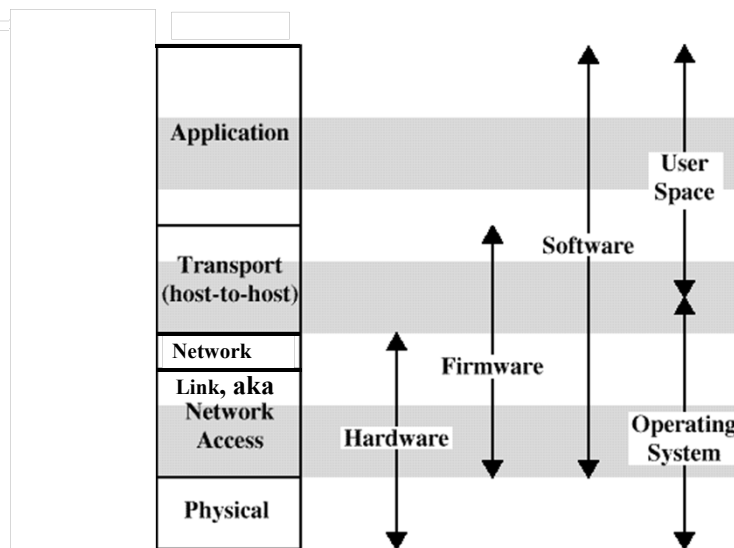 Application
User
Space
Software
Transport
(host-to-host)
Network
Firmware
Link, aka
Network
Access
Hardware
Operating
System
Physical